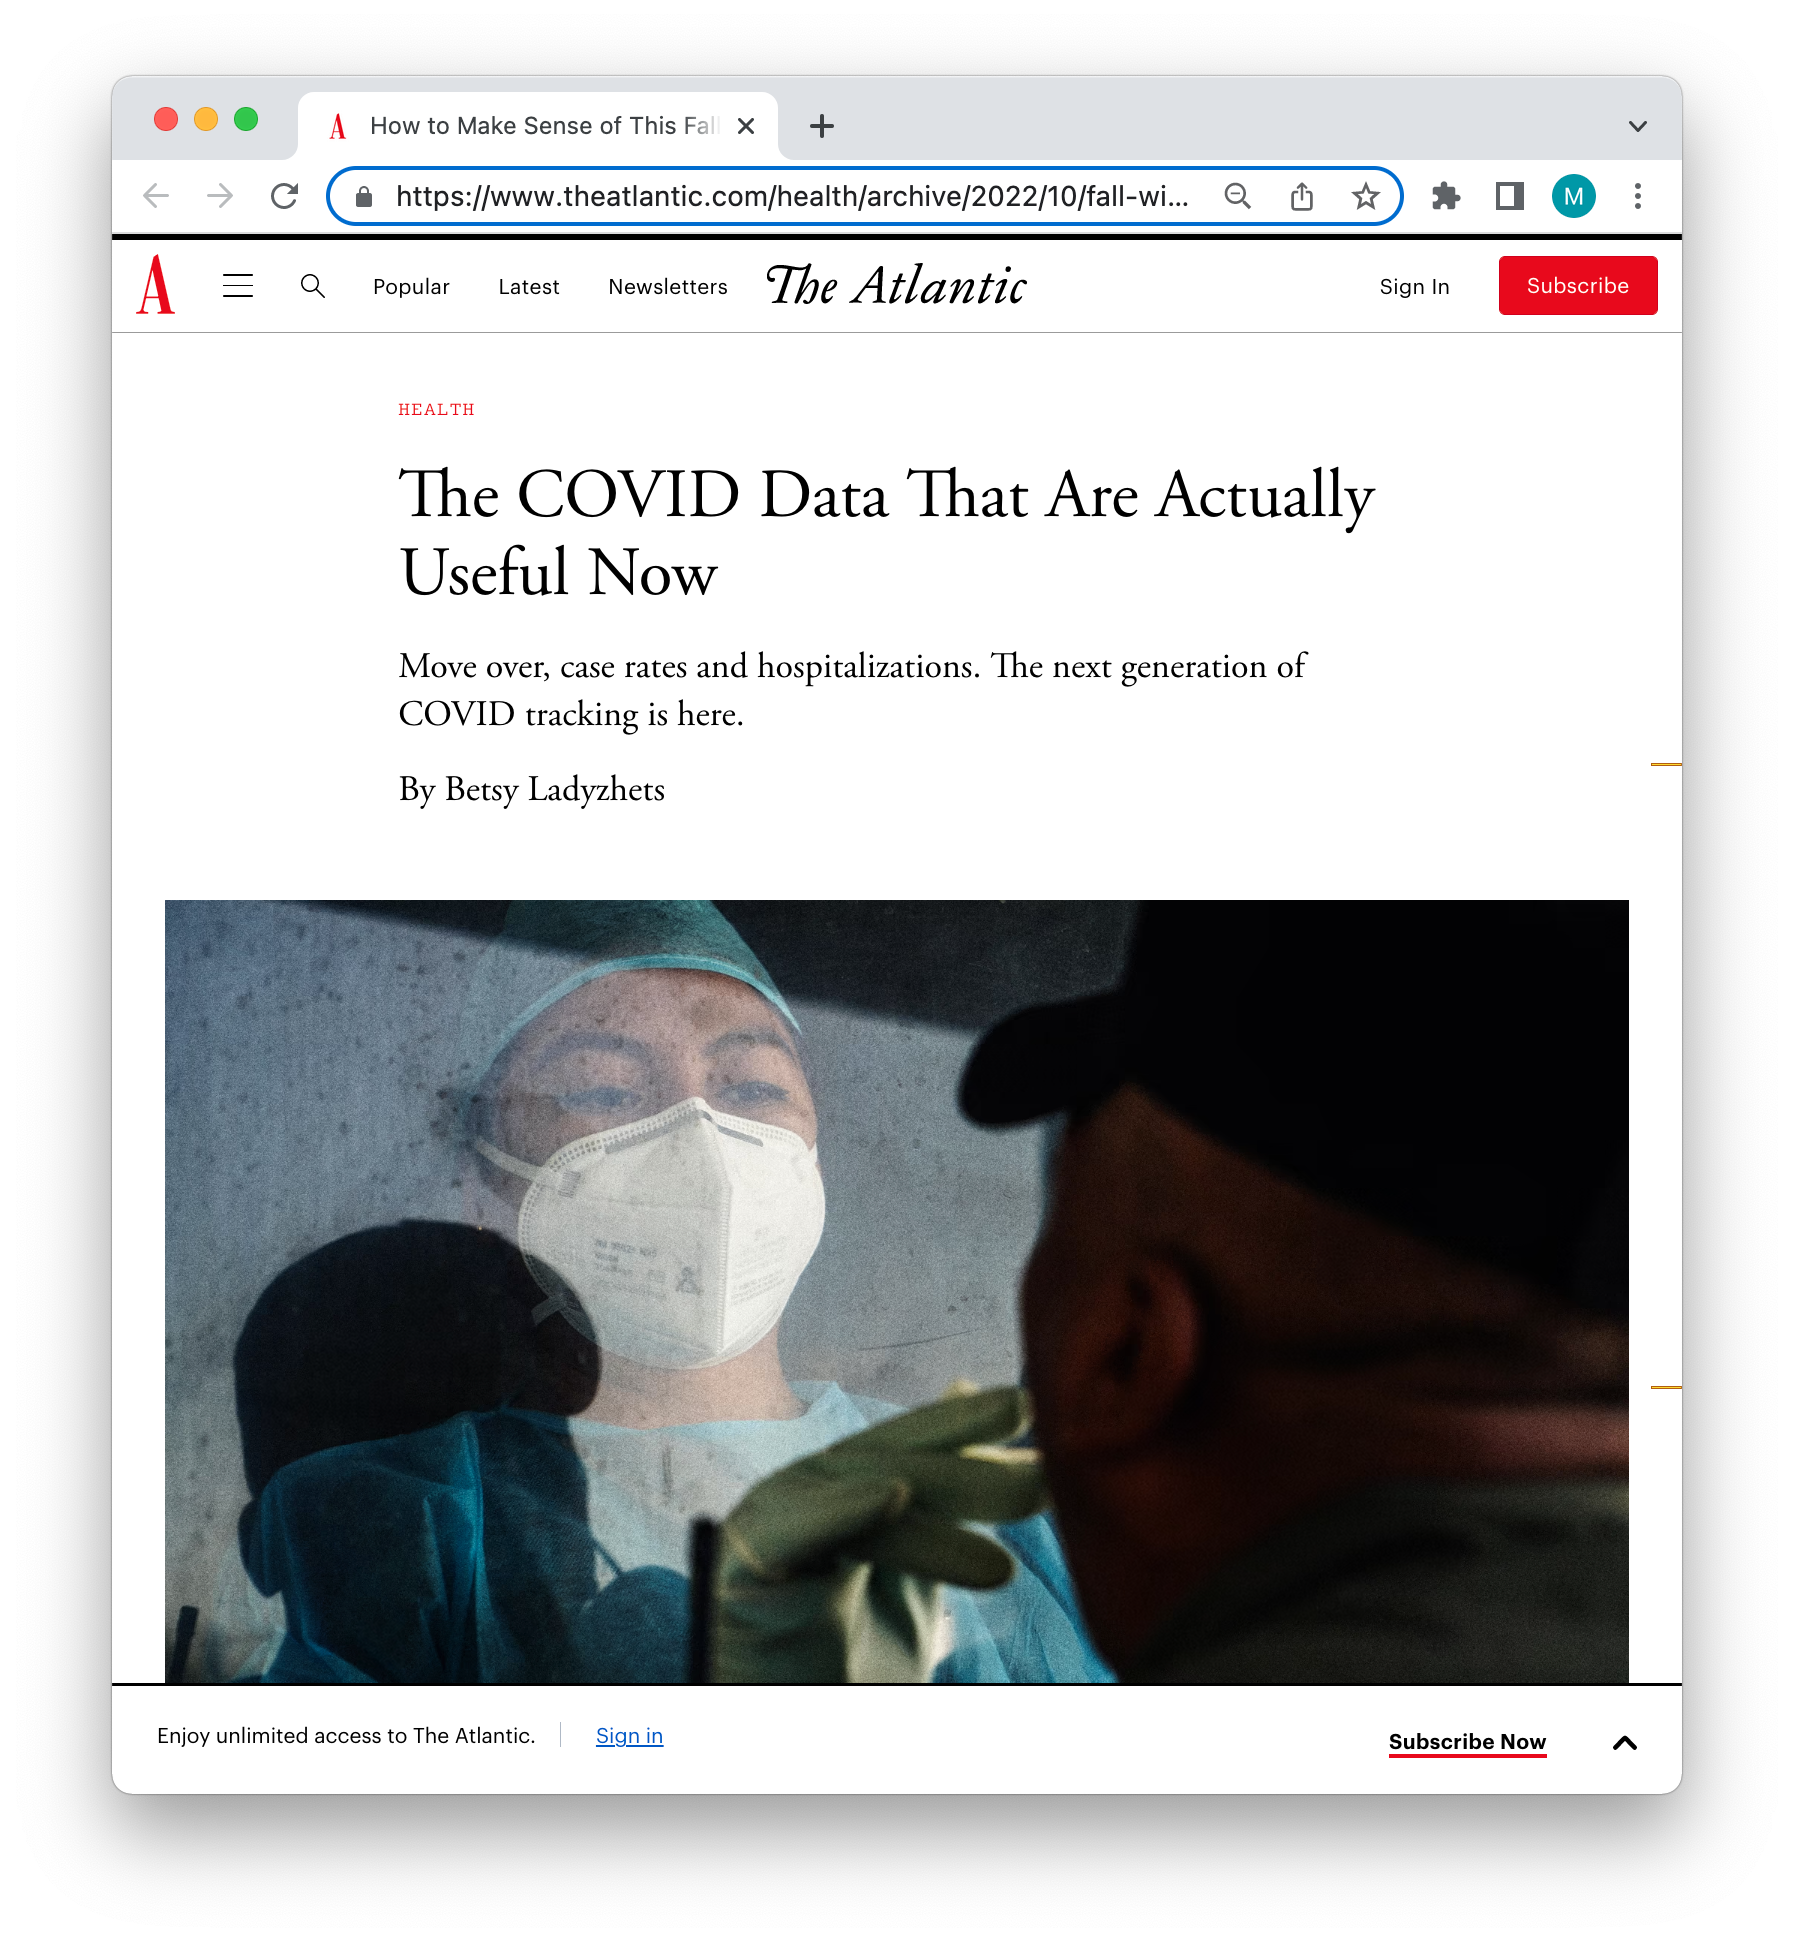 How to Make Sense of This Fal
https://www.theatlantic.com/health/archive/2022/10/fall-wi...
M
A
Popular
Latest
Newsletters
The Atlantic
Sign In
Subscribe
HEALTH
The COVID Data That Are Actually
Useful Now
Move over, case rates and hospitalizations. The next generation of
COVID tracking is here.
By Betsy Ladyzhets
Enjoy unlimited access to The Atlantic.
Sign in
Subscribe Now